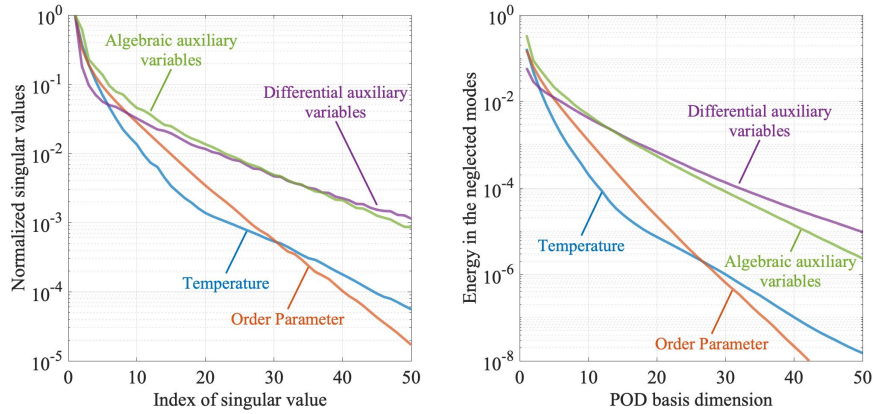 Normalized singular values
10^0
10^-1
10^-2
10^-3
10^-4
10^-5
Algebraic auxiliary
variables
Differential auxiliary
variables
Temperature
Order Parameter
0 10 20 30 40 50
Index of singular value
Energy in the neglected modes
10^0
10^-2
10^-4
10^-6
10^-8
Differential auxiliary
variables
Temperature
Algebraic auxiliary
variables
Order Parameter
0 10 20 30 40 50
POD basis dimension